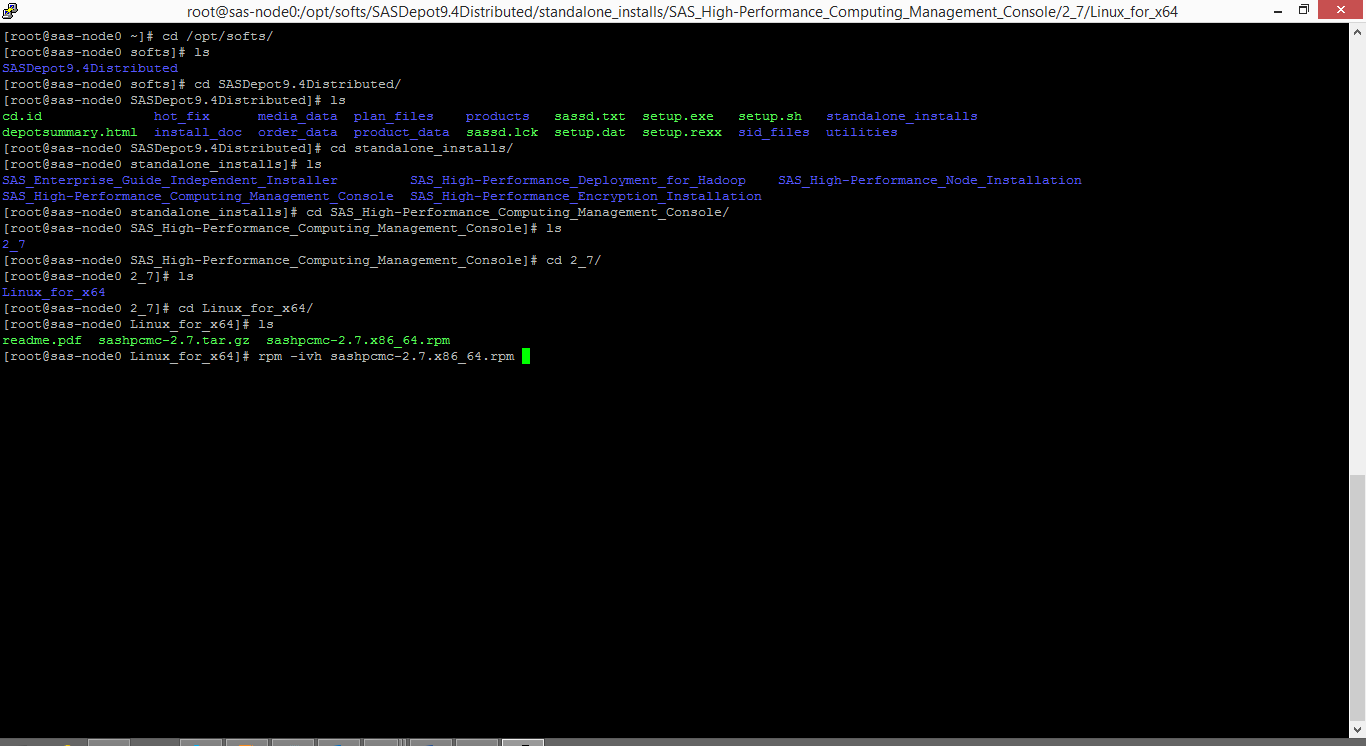 root@sas-node0:/opt/softs/SASDepot9.4Distributed/standalone_installs/SAS_High-Performance_Computing_Management_Console/2_7/Linux_for_x64
[root@sas-node0 ~]# cd /opt/softs/
[root@sas-node0 softs]# ls
SASDepot9.4Distributed
[root@sas-node0 softs]# cd SASDepot9.4Distributed/
[root@sas-node0 SASDepot9.4Distributed]# ls
cd.id hot_fix media_data plan_files products sassd.txt setup.exe setup.sh standalone_installs
depotsummary.html install_doc order_data product_data sassd.lck setup.dat setup.rexx sid_files utilities
[root@sas-node0 SASDepot9.4Distributed]# cd standalone_installs/
[root@sas-node0 standalone_installs]# ls
SAS_Enterprise_Guide_Independent_Installer SAS_High-Performance_Deployment_for_Hadoop SAS_High-Performance_Node_Installation
SAS_High-Performance_Computing_Management_Console SAS_High-Performance_Encryption_Installation
[root@sas-node0 standalone_installs]# cd SAS_High-Performance_Computing_Management_Console/
[root@sas-node0 SAS_High-Performance_Computing_Management_Console]# ls
2_7
[root@sas-node0 SAS_High-Performance_Computing_Management_Console]# cd 2_7/
[root@sas-node0 2_7]# ls
Linux_for_x64
[root@sas-node0 2_7]# cd Linux_for_x64/
[root@sas-node0 Linux_for_x64]# ls
readme.pdf sashpcmc-2.7.tar.gz sashpcmc-2.7.x86_64.rpm
[root@sas-node0 Linux_for_x64]# rpm -ivh sashpcmc-2.7.x86_64.rpm